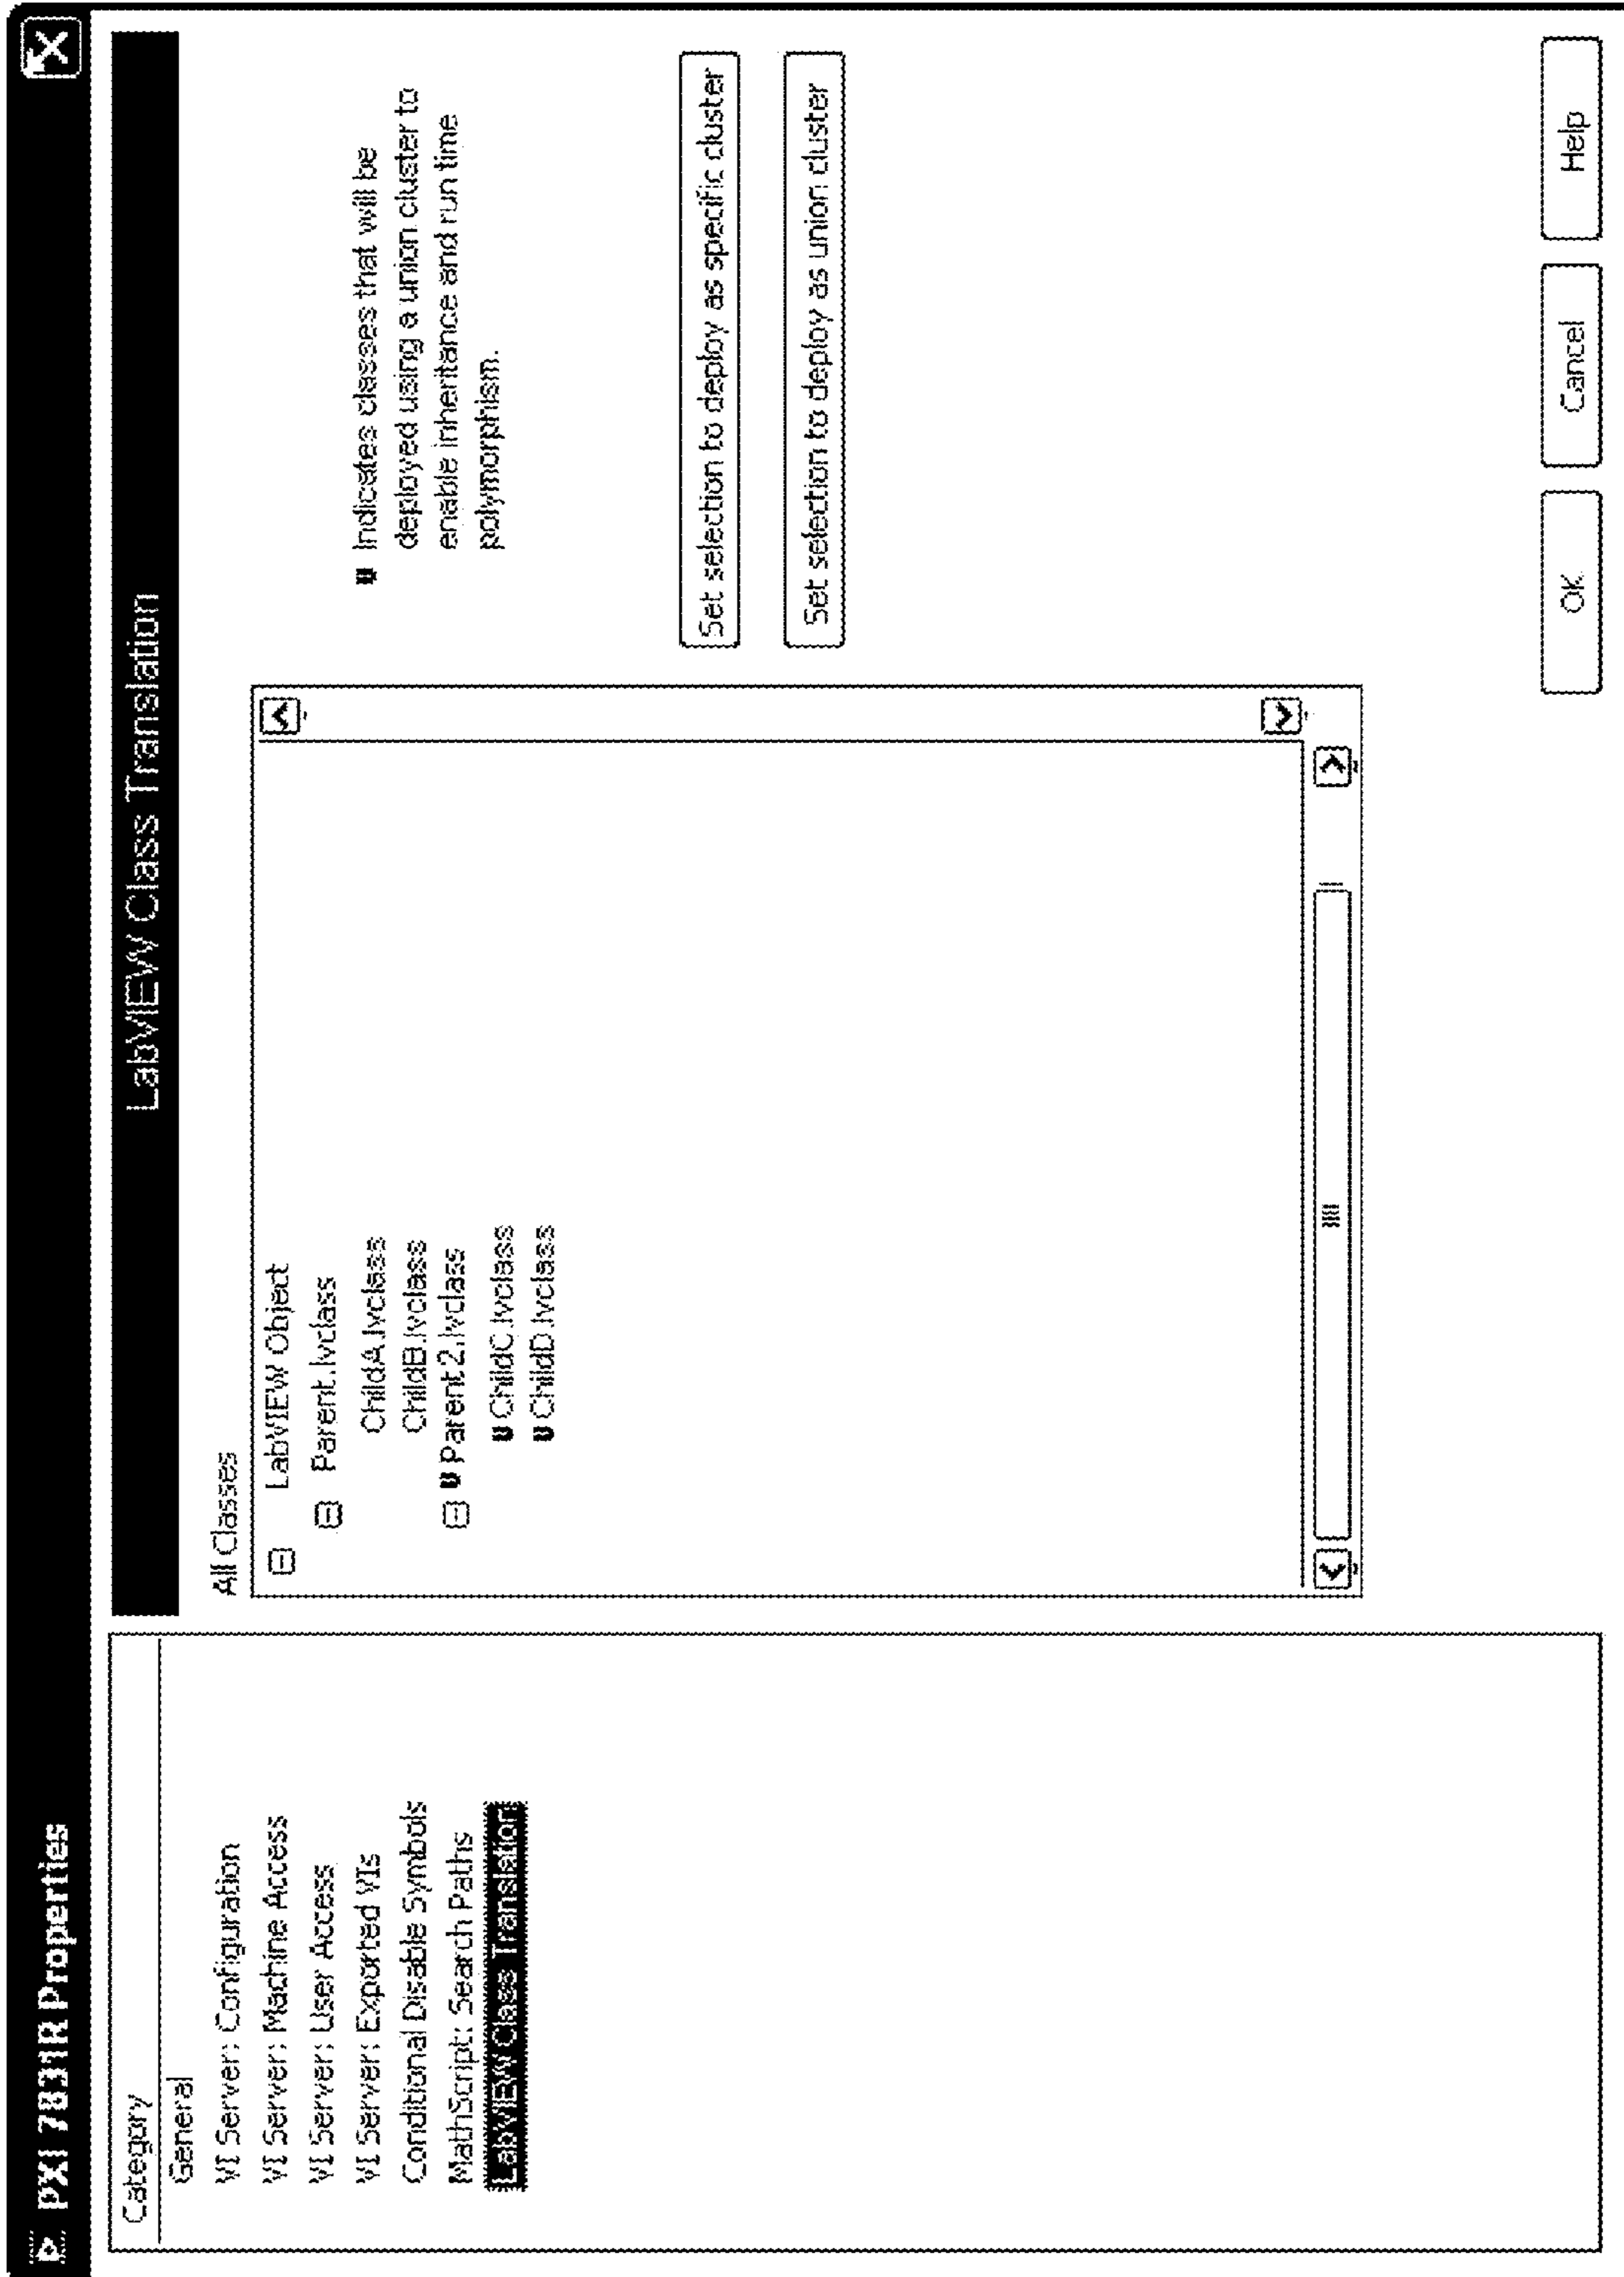 PXI 7831R Properties
Category
General
VI Server: Configuration
VI Server: Machine Access
VI Server: User Access
VI Server: Exported VIs
Conditional Disable Symbols
MathScript: Search Paths
LabVIEW Class Translation
LabVIEW Class Translation
All Classes
LabVIEW Object
Parent.lvclass
ChildA.lvclass
ChildB.lvclass
U Parent 2.lvclass
U ChildC.lvclass
U ChildD.lvclass
U Indicates classes that will be
deployed using a union cluster to
enable inheritance and run time
polymorphism.
Set selection to deploy as specific cluster
Set selection to deploy as union cluster
OK
Cancel
Help